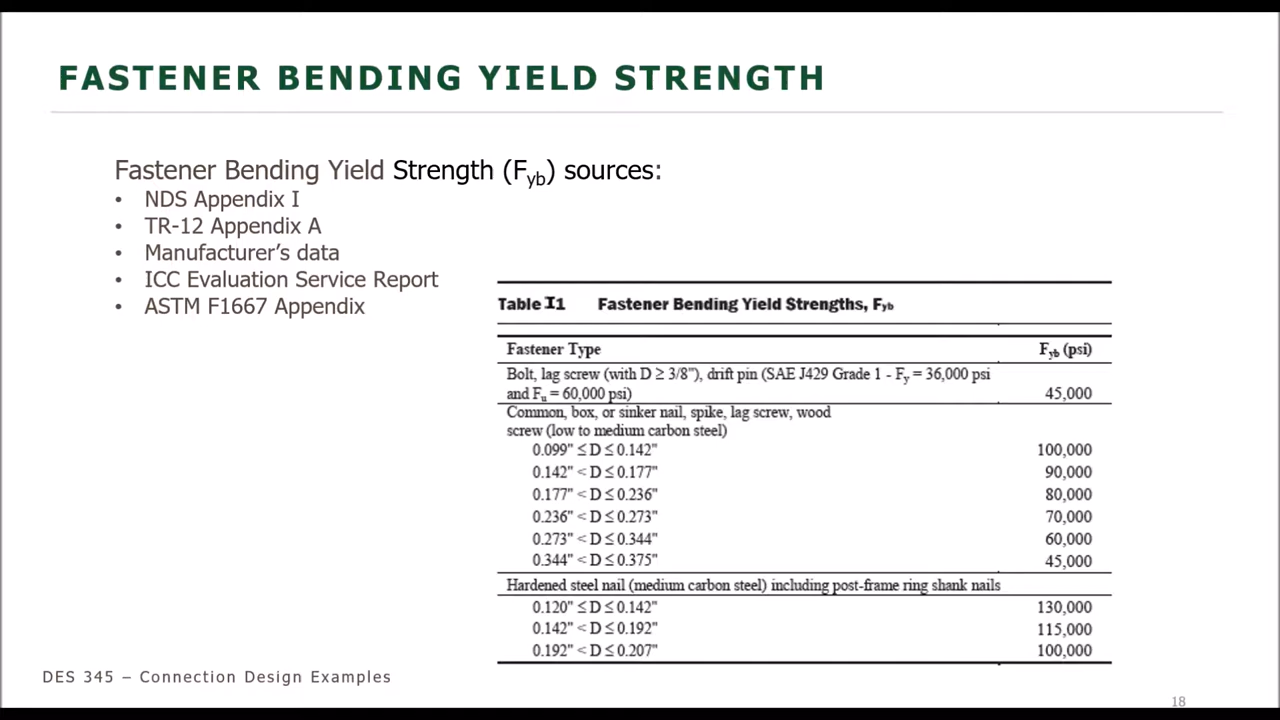 FASTENER BENDING YIELD STRENGTH
Fastener Bending Yield Strength (Fyb) sources:
• NDS Appendix I
• TR-12 Appendix A
• Manufacturer’s data
• ICC Evaluation Service Report
• ASTM F1667 Appendix
Table I1 Fastener Bending Yield Strengths, Fyb
Fastener Type Fyb (psi)
Bolt, lag screw (with D ≥ 3/8"), drift pin (SAE J429 Grade 1 - Fy = 36,000 psi
and Fu = 60,000 psi) 45,000
Common, box, or sinker nail, spike, lag screw, wood
screw (low to medium carbon steel)
0.099" ≤ D ≤ 0.142" 100,000
0.142" < D ≤ 0.177" 90,000
0.177" < D ≤ 0.236" 80,000
0.236" < D ≤ 0.273" 70,000
0.273" < D ≤ 0.344" 60,000
0.344" < D ≤ 0.375" 45,000
Hardened steel nail (medium carbon steel) including post-frame ring shank nails
0.120" ≤ D ≤ 0.142" 130,000
0.142" < D ≤ 0.192" 115,000
0.192" < D ≤ 0.207" 100,000
DES 345 – Connection Design Examples
18